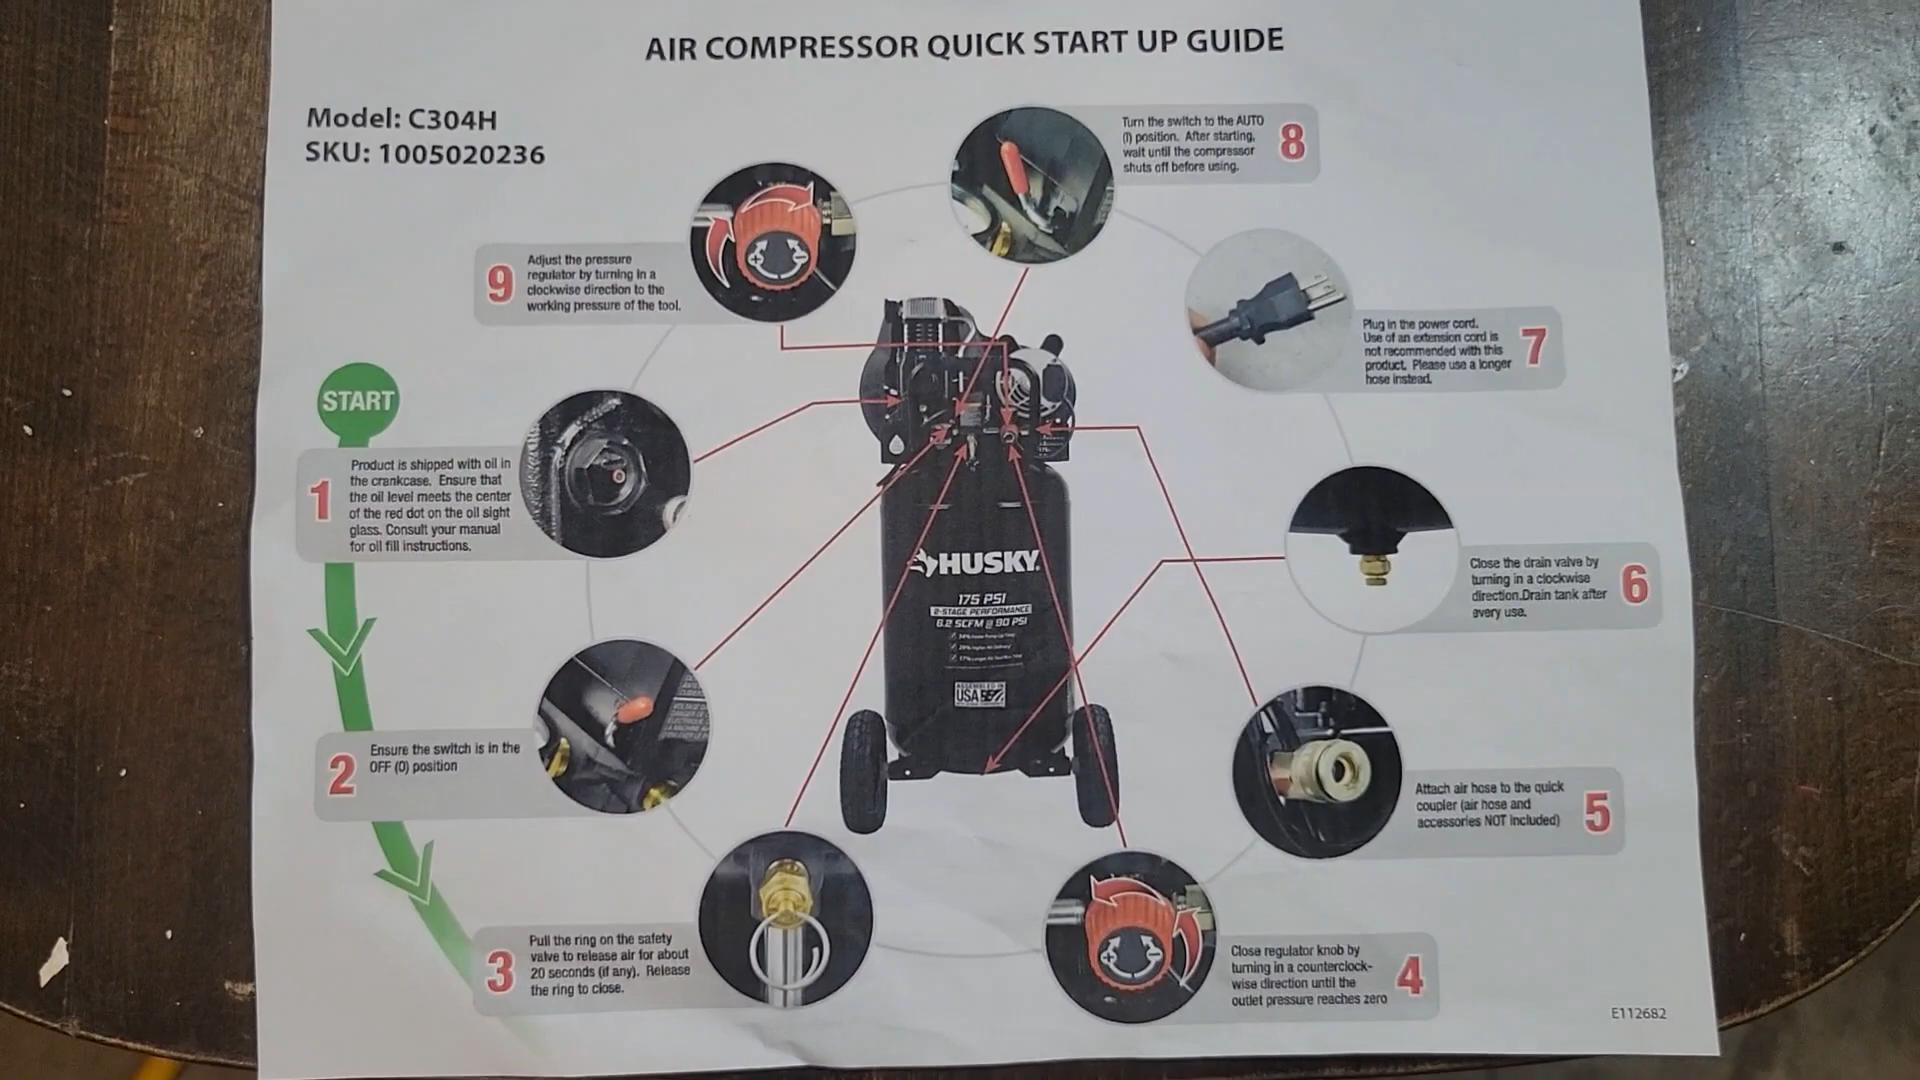 AIR COMPRESSOR QUICK START UP GUIDE
Model: C304H
SKU: 1005020236
START
1
Product is shipped with oil in
the crankcase. Ensure that
the oil level meets the center
of the red dot on the oil sight
glass. Consult your manual
for oil fill instructions.
2
Ensure the switch is in the
OFF (0) position
3
Pull the ring on the safety
valve to release air for about
20 seconds (if any). Release
the ring to close.
4
Close regulator knob by
turning in a counterclock-
wise direction until the
outlet pressure reaches zero
5
Attach air hose to the quick
coupler (air hose and
accessories NOT included)
6
Close the drain valve by
turning in a clockwise
direction.Drain tank after
every use.
7
Plug in the power cord.
Use of an extension cord is
not recommended with this
product. Please use a longer
hose instead.
8
Turn the switch to the AUTO
(I) position. After starting,
wait until the compressor
shuts off before using.
9
Adjust the pressure
regulator by turning in a
clockwise direction to the
working pressure of the tool.
HUSKY
175 PSI
2-STAGE PERFORMANCE
6.2 SCFM @ 90 PSI
ASSEMBLED IN
USA
+ -
+ -
E112682